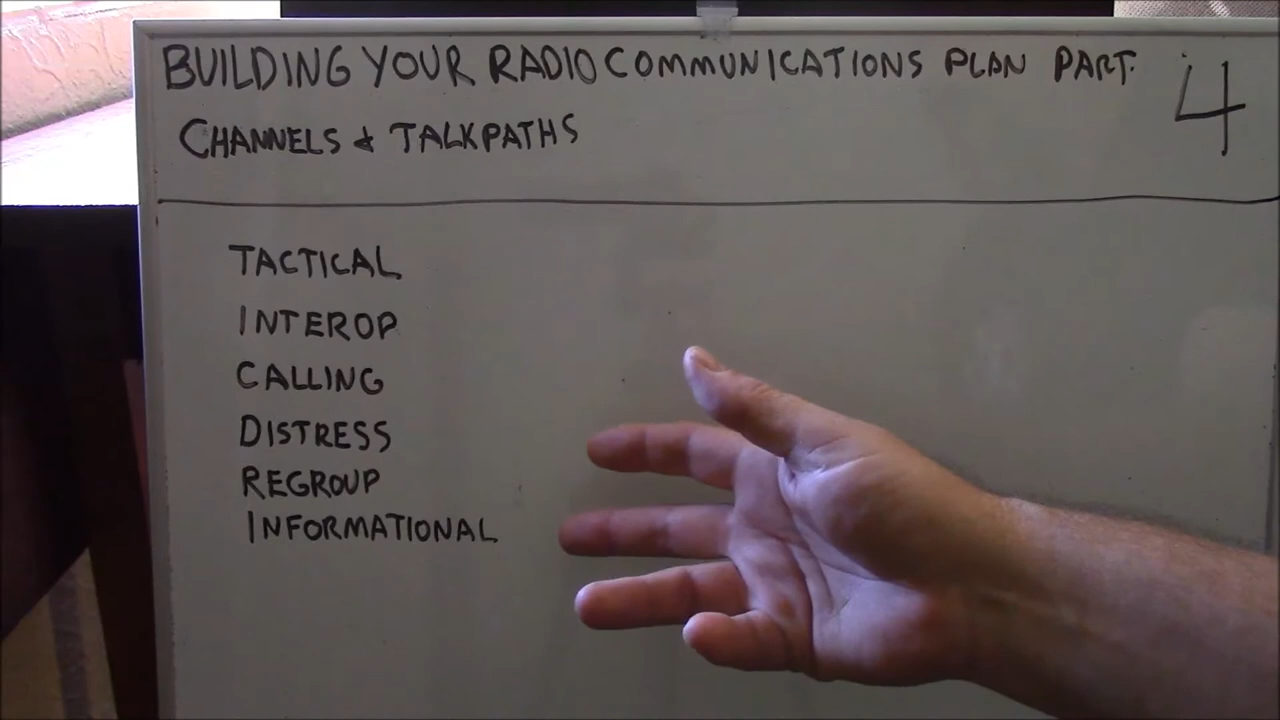 BUILDING YOUR RADIO COMMUNICATIONS PLAN PART: 4
CHANNELS & TALKPATHS
TACTICAL
INTEROP
CALLING
DISTRESS
REGROUP
INFORMATIONAL